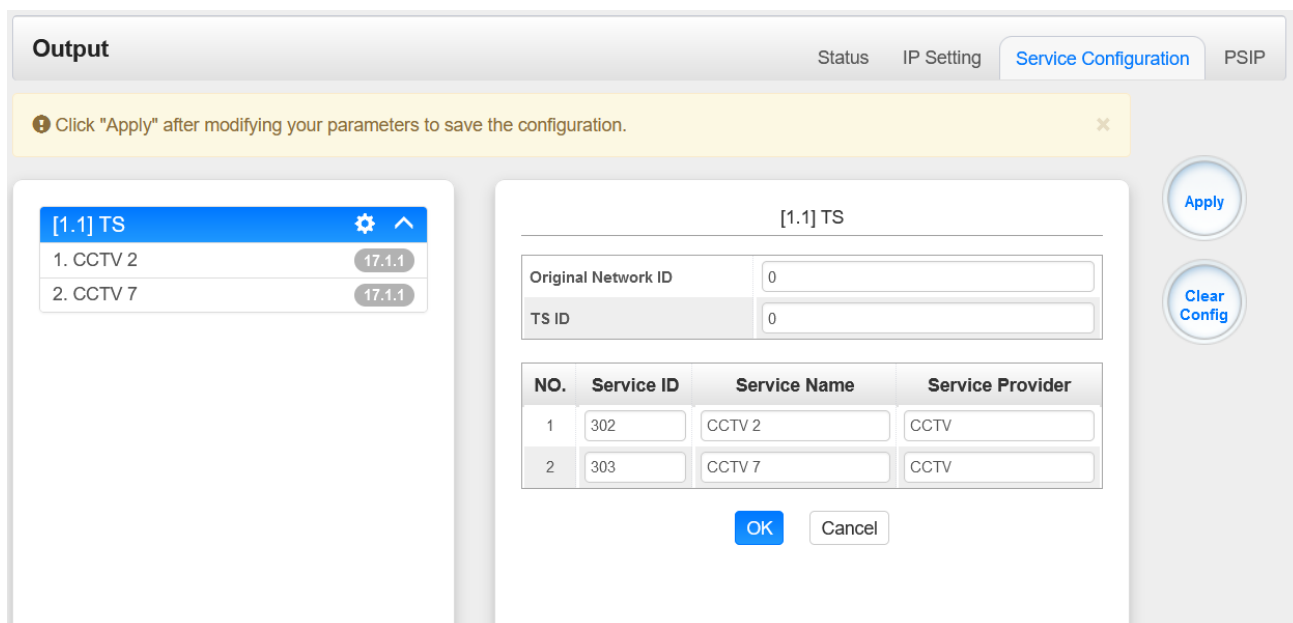 Output
Status IP Setting Service Configuration PSIP
Click "Apply" after modifying your parameters to save the configuration. ×
[1.1] TS
1. CCTV 2 17.1.1
2. CCTV 7 17.1.1
[1.1] TS
Original Network ID 0
TS ID 0
NO. Service ID Service Name Service Provider
1 302 CCTV 2 CCTV
2 303 CCTV 7 CCTV
OK Cancel
Apply
Clear
Config